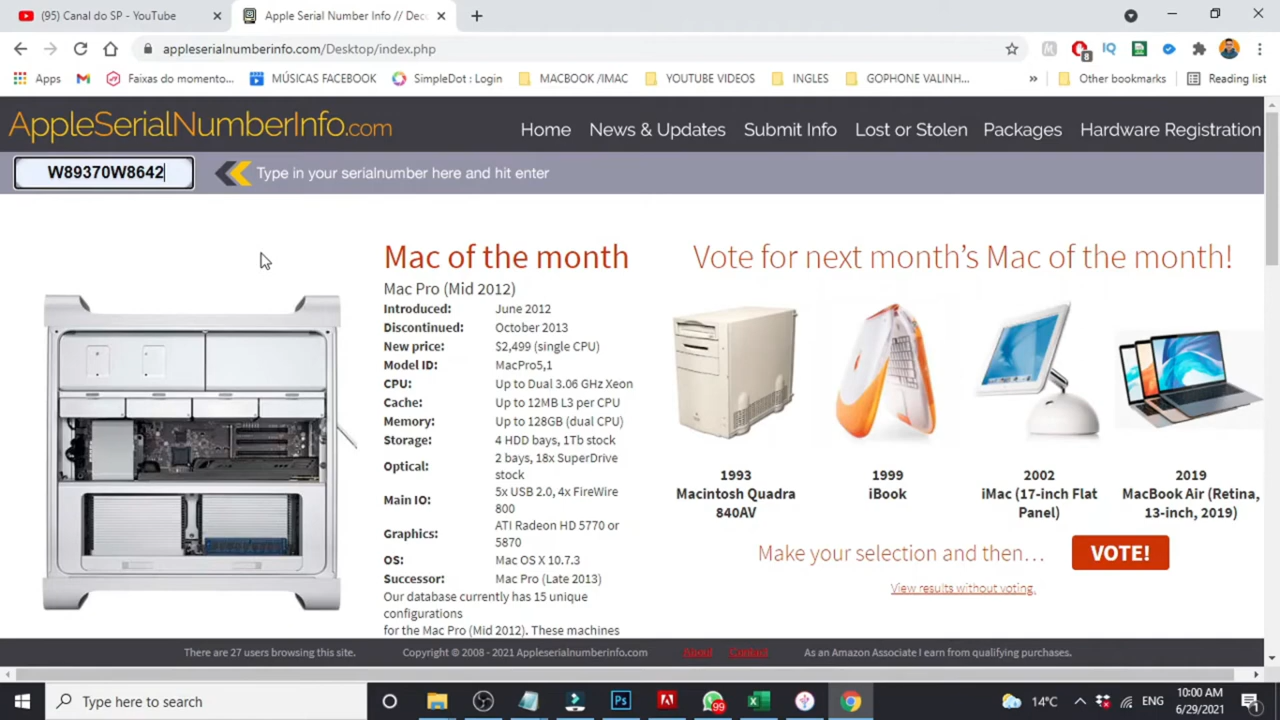 (95) Canal do SP - YouTube
Apple Serial Number Info // Deco
appleserialnumberinfo.com/Desktop/index.php
8
Apps
Faixas do momento...
MÚSICAS FACEBOOK
SimpleDot : Login
MACBOOK /IMAC
YOUTUBE VIDEOS
INGLES
GOPHONE VALINH...
»
Other bookmarks
Reading list
AppleSerialNumberInfo.com
Home
News & Updates
Submit Info
Lost or Stolen
Packages
Hardware Registration
W89370W8642
Type in your serialnumber here and hit enter
Mac of the month
Mac Pro (Mid 2012)
Introduced: June 2012
Discontinued: October 2013
New price: $2,499 (single CPU)
Model ID: MacPro5,1
CPU: Up to Dual 3.06 GHz Xeon
Cache: Up to 12MB L3 per CPU
Memory: Up to 128GB (dual CPU)
Storage: 4 HDD bays, 1Tb stock
Optical: 2 bays, 18x SuperDrive
stock
Main IO: 5x USB 2.0, 4x FireWire
800
Graphics: ATI Radeon HD 5770 or
5870
OS: Mac OS X 10.7.3
Successor: Mac Pro (Late 2013)
Our database currently has 15 unique
configurations
for the Mac Pro (Mid 2012). These machines
Vote for next month's Mac of the month!
1993
Macintosh Quadra
840AV
1999
iBook
2002
iMac (17-inch Flat
Panel)
2019
MacBook Air (Retina,
13-inch, 2019)
Make your selection and then…
VOTE!
View results without voting.
There are 27 users browsing this site.
Copyright © 2008 - 2021 Appleserialnumberinfo.com
About
Contact
As an Amazon Associate I earn from qualifying purchases.
Type here to search
Ps
99
14°C
ENG
10:00 AM
6/29/2021
1